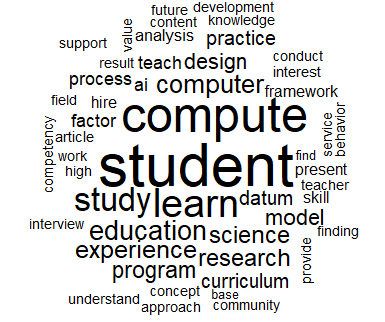 future development
value content knowledge
support analysis practice
result teach design conduct
process ai computer interest
field hire framework
factor compute
article service behavior
competency work student find
high present
teacher
study learn datum skill
interview education science model finding
experience research provide
program curriculum
understand concept base
approach community